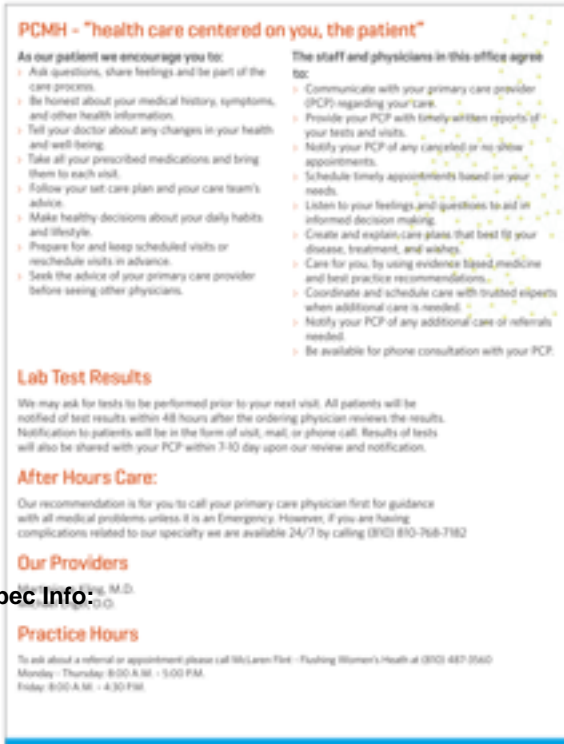 PCMH - "health care centered on you, the patient"
As our patient we encourage you to:
› Ask questions, share feelings and be part of the
care process.
› Be honest about your medical history, symptoms,
and other health information.
› Tell your doctor about any changes in your health
and well-being.
› Take all your prescribed medications and bring
them to each visit.
› Follow your set care plan and your care team's
advice.
› Make healthy decisions about your daily habits
and lifestyle.
› Prepare for and keep scheduled visits or
reschedule visits in advance.
› Seek the advice of your primary care provider
before seeing other physicians.
The staff and physicians in this office agree
to:
› Communicate with your primary care provider
(PCP) regarding your care.
› Provide your PCP with timely written reports of
your tests and visits.
› Notify your PCP of any canceled or no show
appointments.
› Schedule timely appointments based on your
needs.
› Listen to your feelings and questions to aid in
informed decision making.
› Create and explain care plans that best fit your
disease, treatment, and wishes.
› Care for you, by using evidence based medicine
and best practice recommendations.
› Coordinate and schedule care with trusted experts
when additional care is needed.
› Notify your PCP of any additional care or referrals
needed.
› Be available for phone consultation with your PCP.
Lab Test Results
We may ask for tests to be performed prior to your next visit. All patients will be
notified of test results within 48 hours after the ordering physician reviews the results.
Notification to patients will be in the form of visit, mail, or phone call. Results of tests
will also be shared with your PCP within 7-10 day upon our review and notification.
After Hours Care:
Our recommendation is for you to call your primary care physician first for guidance
with all medical problems unless it is an Emergency. However, if you are having
complications related to our specialty we are available 24/7 by calling (810) 810-768-7182
Our Providers
M.D.
pec Info:
D.O.
Practice Hours
To ask about a referral or appointment please call McLaren Flint - Flushing Women's Heath at (810) 487-3560
Monday - Thursday: 8:00 A.M. - 5:00 P.M.
Friday: 8:00 A.M. - 4:30 P.M.